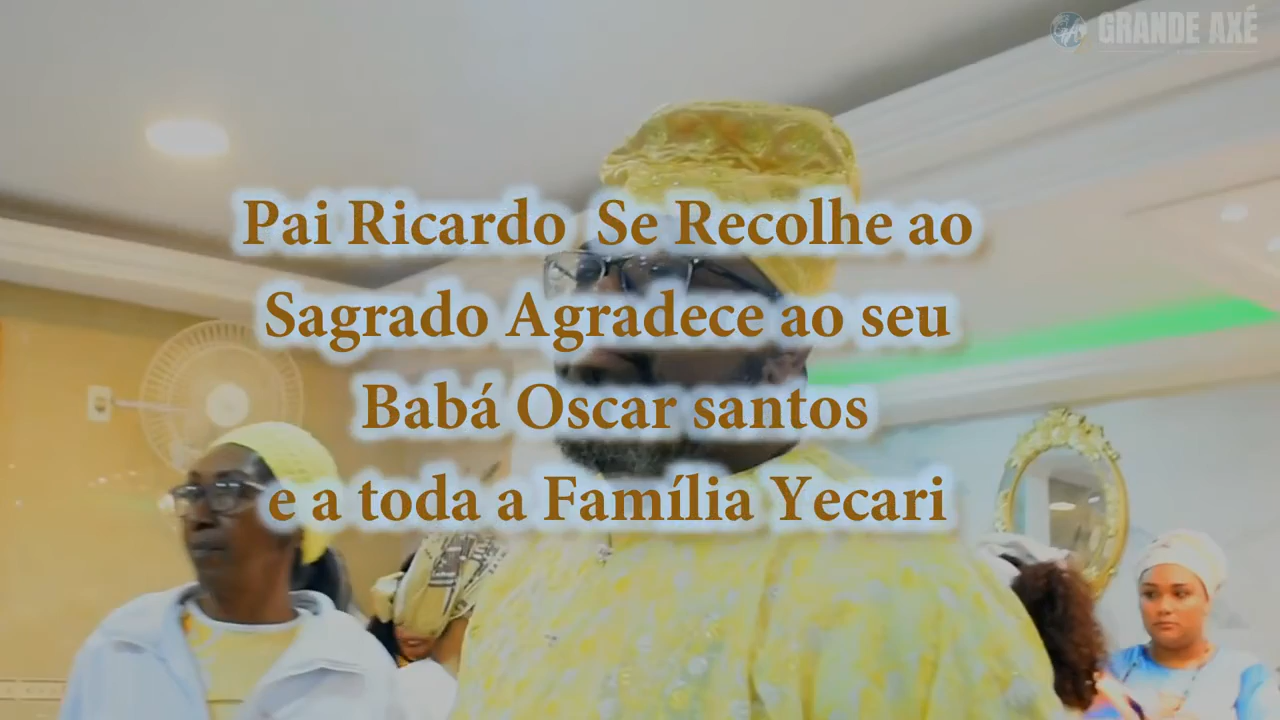 GRANDE AXÉ
Pai Ricardo  Se Recolhe ao
Sagrado Agradece ao seu
Babá Oscar santos
e a toda a Família Yecari